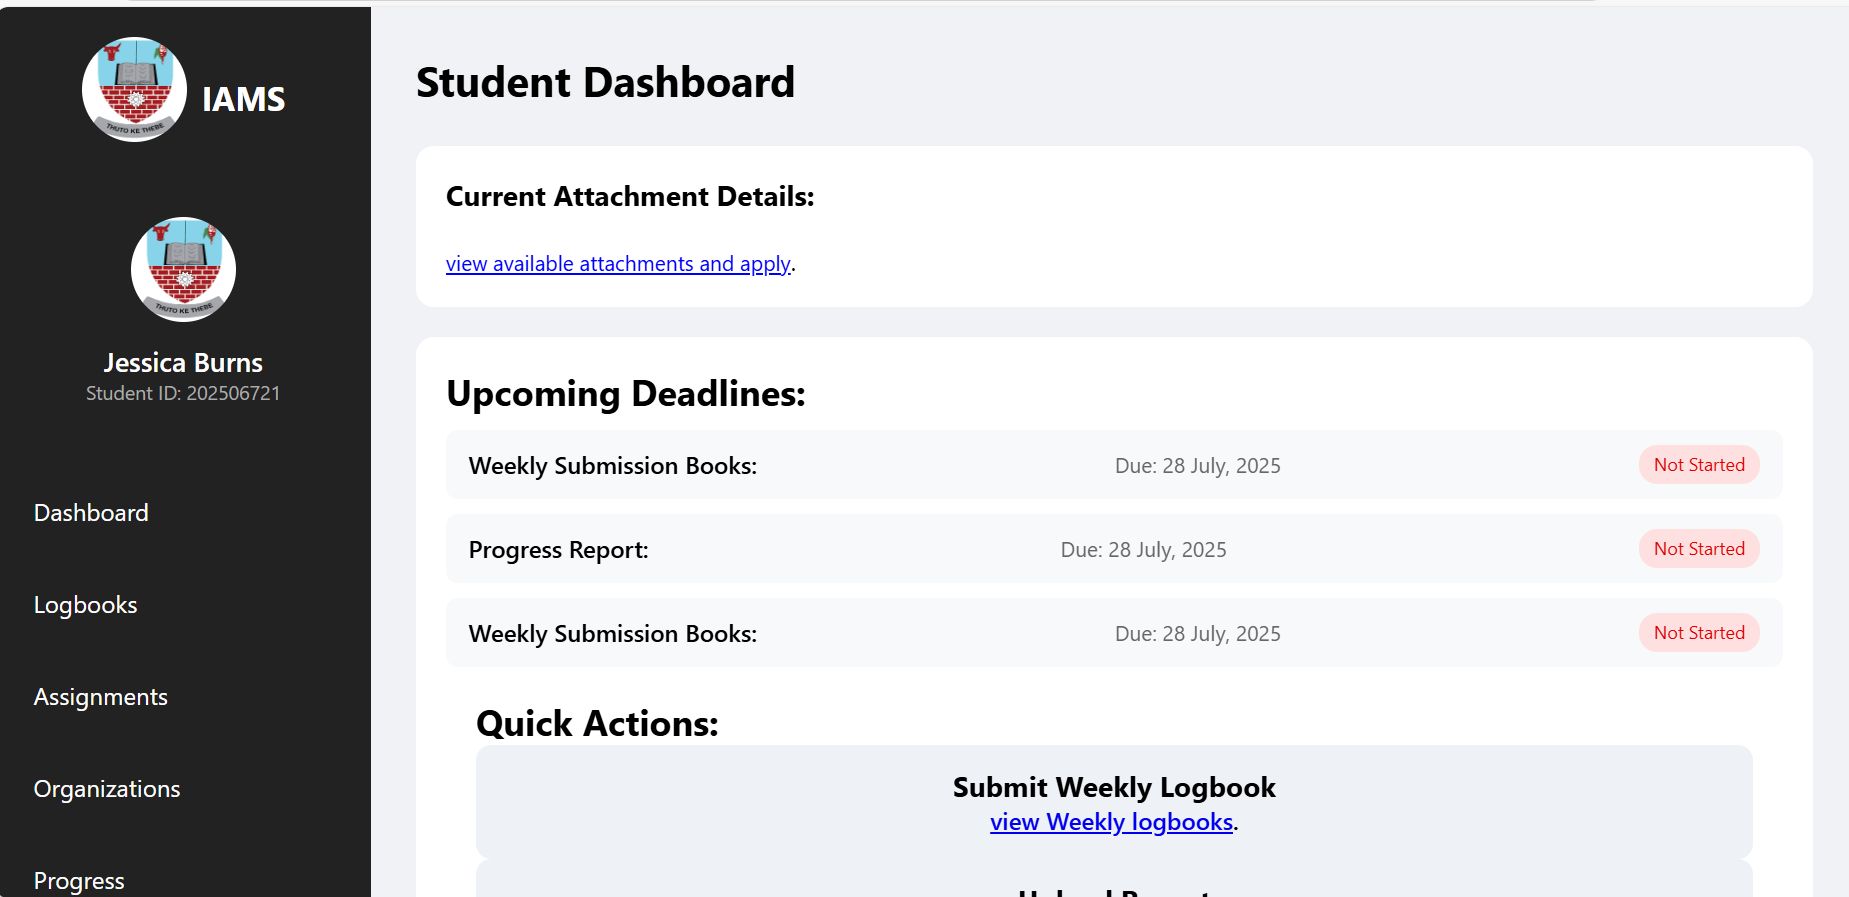 THUTO KE THEBE
IAMS
THUTO KE THEBE
Jessica Burns
Student ID: 202506721
Dashboard
Logbooks
Assignments
Organizations
Progress
Student Dashboard
Current Attachment Details:
view available attachments and apply.
Upcoming Deadlines:
Weekly Submission Books: Due: 28 July, 2025 Not Started
Progress Report: Due: 28 July, 2025 Not Started
Weekly Submission Books: Due: 28 July, 2025 Not Started
Quick Actions:
Submit Weekly Logbook
view Weekly logbooks.